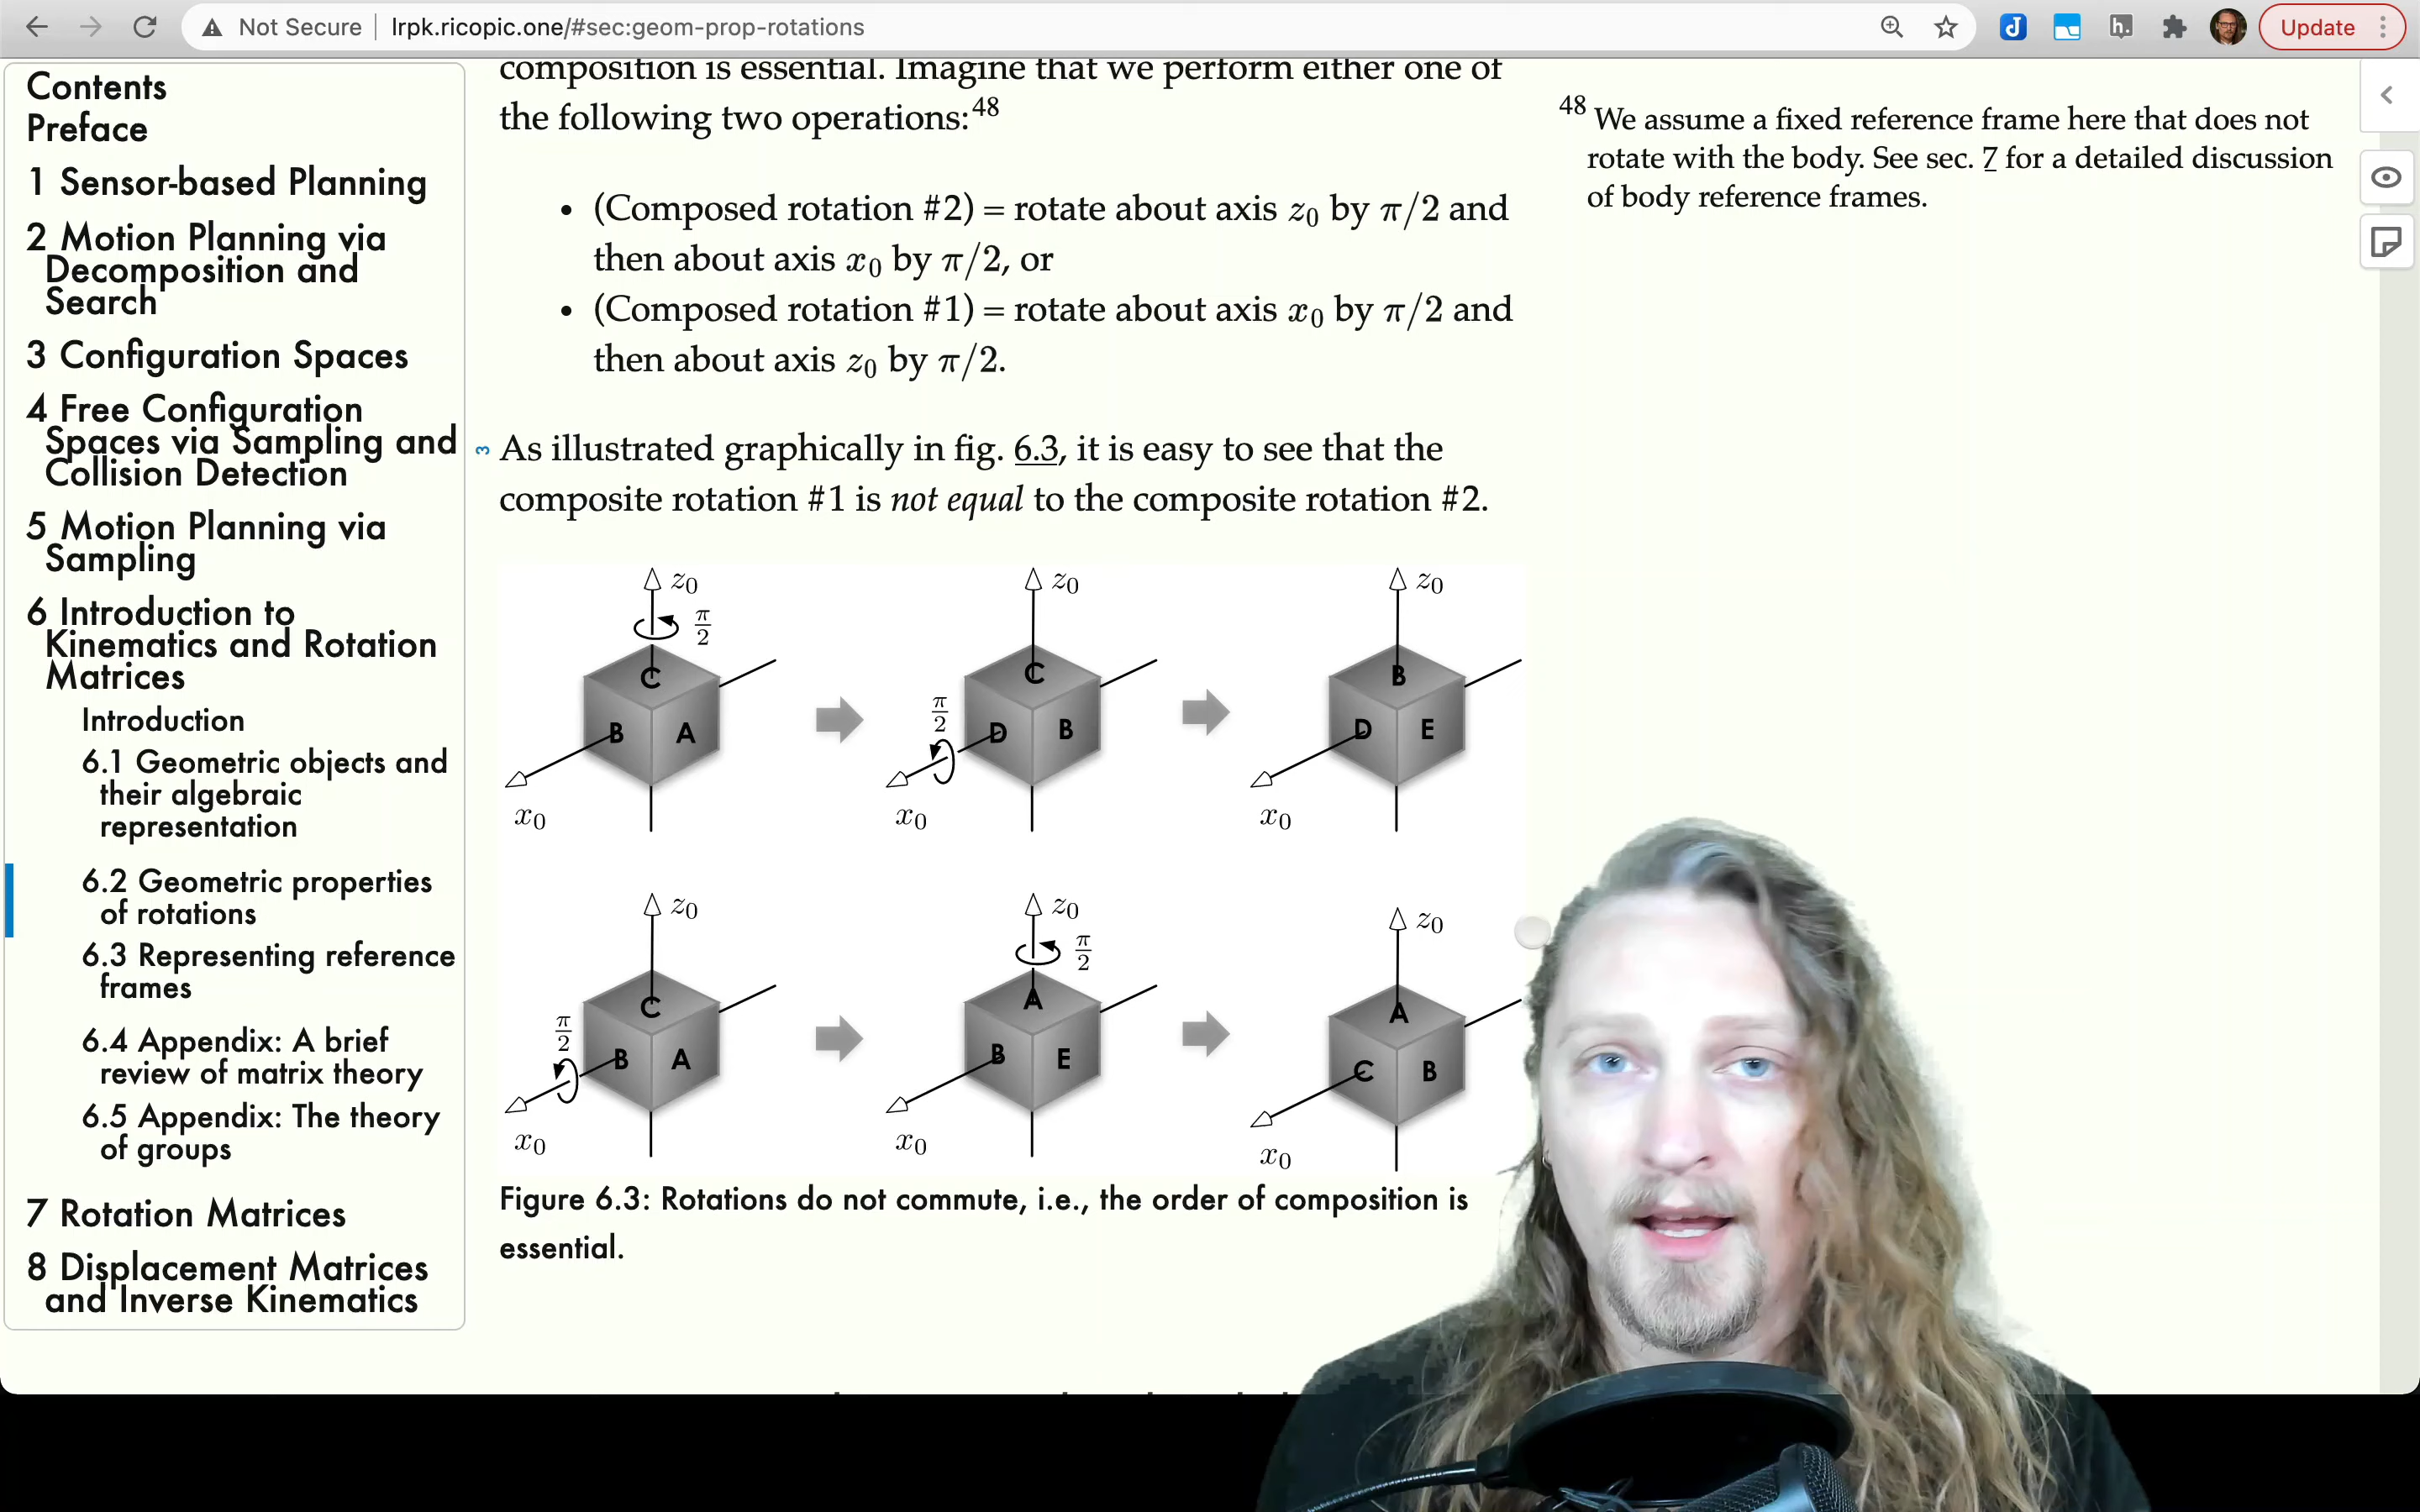 Not Secure lrpk.ricopic.one/#sec:geom-prop-rotations
Update
Contents
Preface
1 Sensor-based Planning
2 Motion Planning via
Decomposition and
Search
3 Configuration Spaces
4 Free Configuration
Spaces via Sampling and
Collision Detection
5 Motion Planning via
Sampling
6 Introduction to
Kinematics and Rotation
Matrices
Introduction
6.1 Geometric objects and
their algebraic
representation
6.2 Geometric properties
of rotations
6.3 Representing reference
frames
6.4 Appendix: A brief
review of matrix theory
6.5 Appendix: The theory
of groups
7 Rotation Matrices
8 Displacement Matrices
and Inverse Kinematics
composition is essential. Imagine that we perform either one of
the following two operations:48
• (Composed rotation #2) = rotate about axis z0 by π/2 and
then about axis x0 by π/2, or
• (Composed rotation #1) = rotate about axis x0 by π/2 and
then about axis z0 by π/2.
3 As illustrated graphically in fig. 6.3, it is easy to see that the
composite rotation #1 is not equal to the composite rotation #2.
z0 z0 z0
π/2
C C B
π/2
B A D B D E
x0 x0 x0
z0 z0 z0
π/2
C A A
π/2
B A B E C B
x0 x0 x0
Figure 6.3: Rotations do not commute, i.e., the order of composition is
essential.
48 We assume a fixed reference frame here that does not
rotate with the body. See sec. 7 for a detailed discussion
of body reference frames.